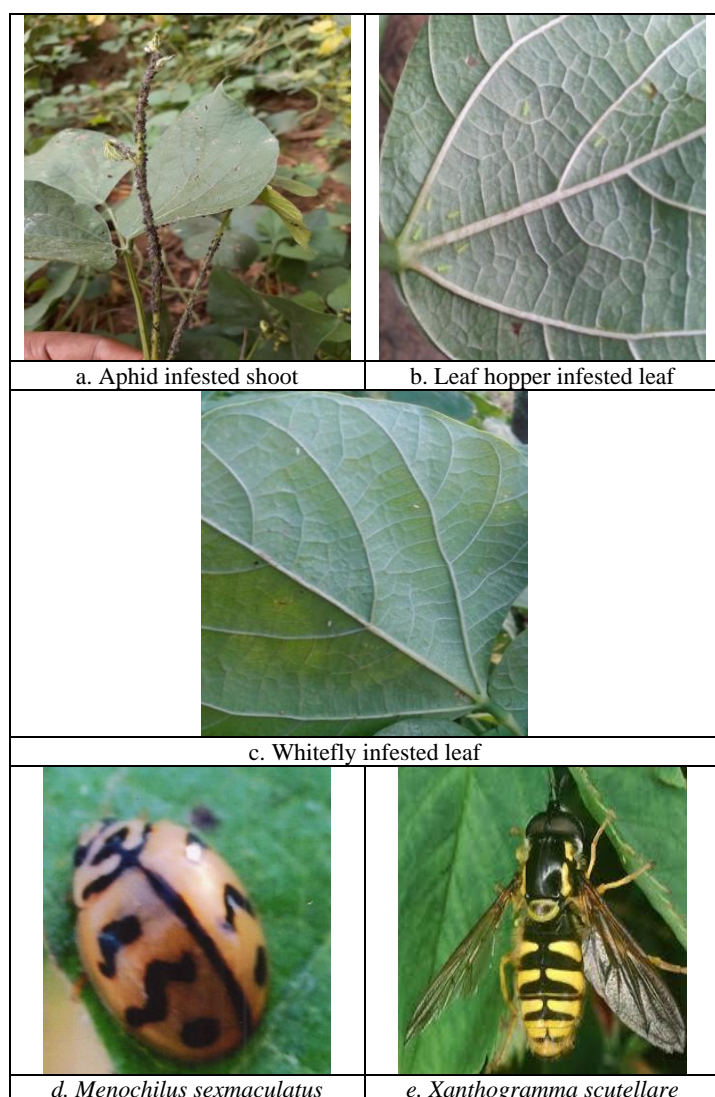 a. Aphid infested shoot
b. Leaf hopper infested leaf
c. Whitefly infested leaf
d. Menochilus sexmaculatus
e. Xanthogramma scutellare